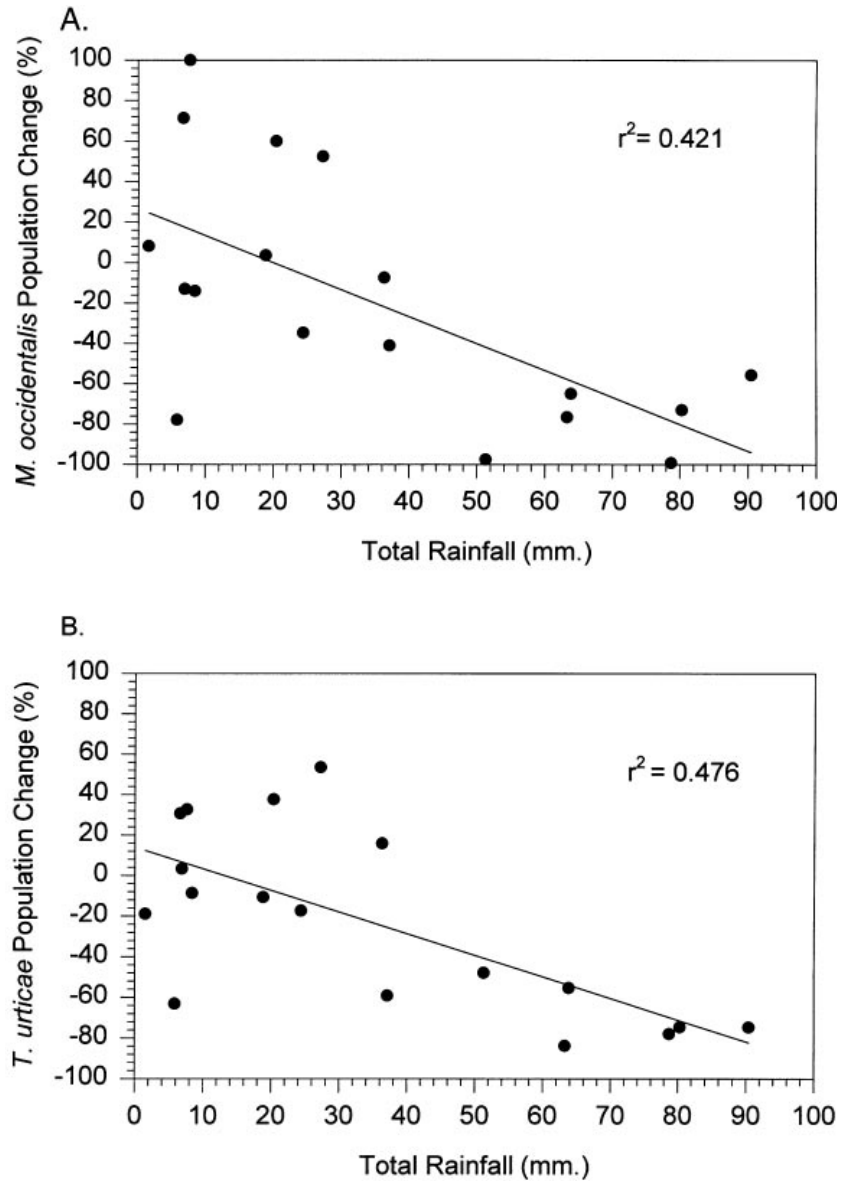 A.
M. occidentalis Population Change (%)
100
80
60
40
20
0
-20
-40
-60
-80
-100
r²= 0.421
0 10 20 30 40 50 60 70 80 90 100
Total Rainfall (mm.)
B.
T. urticae Population Change (%)
100
80
60
40
20
0
-20
-40
-60
-80
-100
r² = 0.476
0 10 20 30 40 50 60 70 80 90 100
Total Rainfall (mm.)